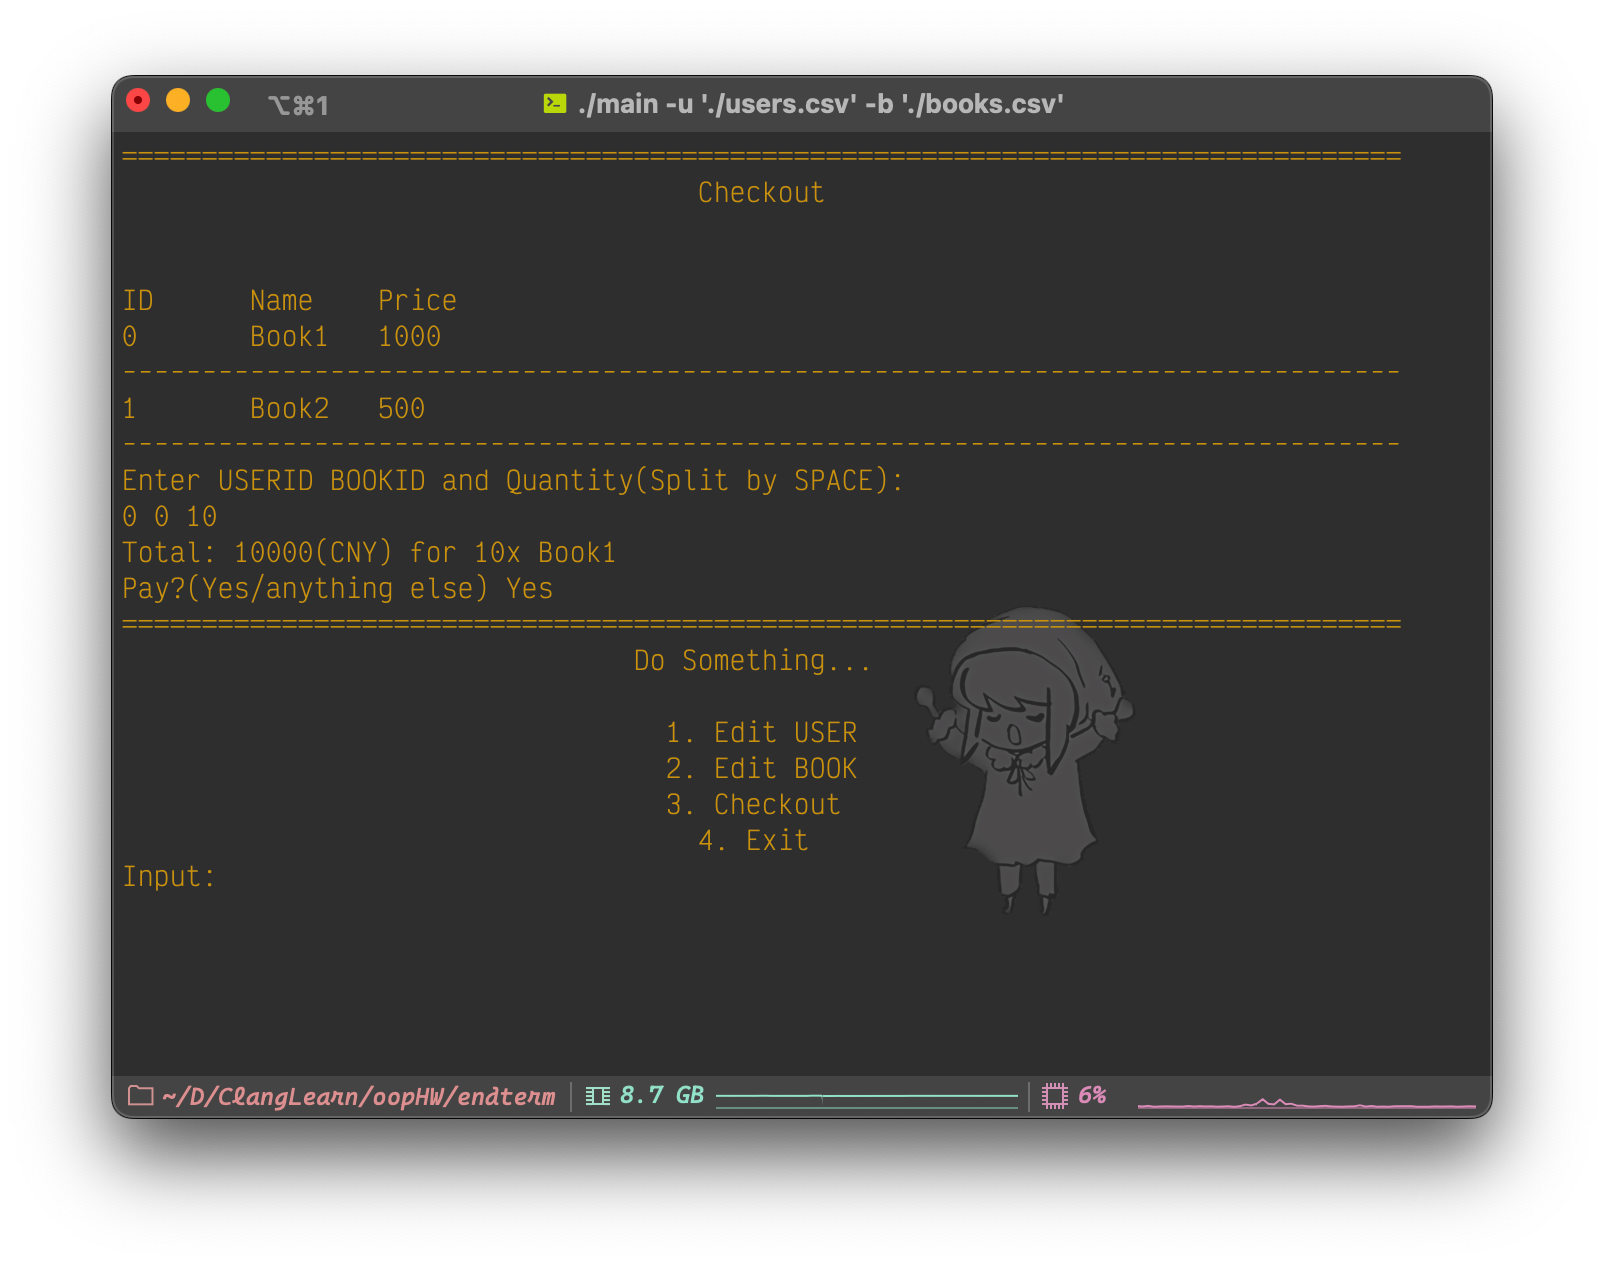 ⌥⌘1 ./main -u './users.csv' -b './books.csv'
================================================================================
Checkout
ID Name Price
0 Book1 1000
--------------------------------------------------------------------------------
1 Book2 500
--------------------------------------------------------------------------------
Enter USERID BOOKID and Quantity(Split by SPACE):
0 0 10
Total: 10000(CNY) for 10x Book1
Pay?(Yes/anything else) Yes
================================================================================
Do Something...
1. Edit USER
2. Edit BOOK
3. Checkout
4. Exit
Input:
~/D/ClangLearn/oopHW/endterm 8.7 GB 6%